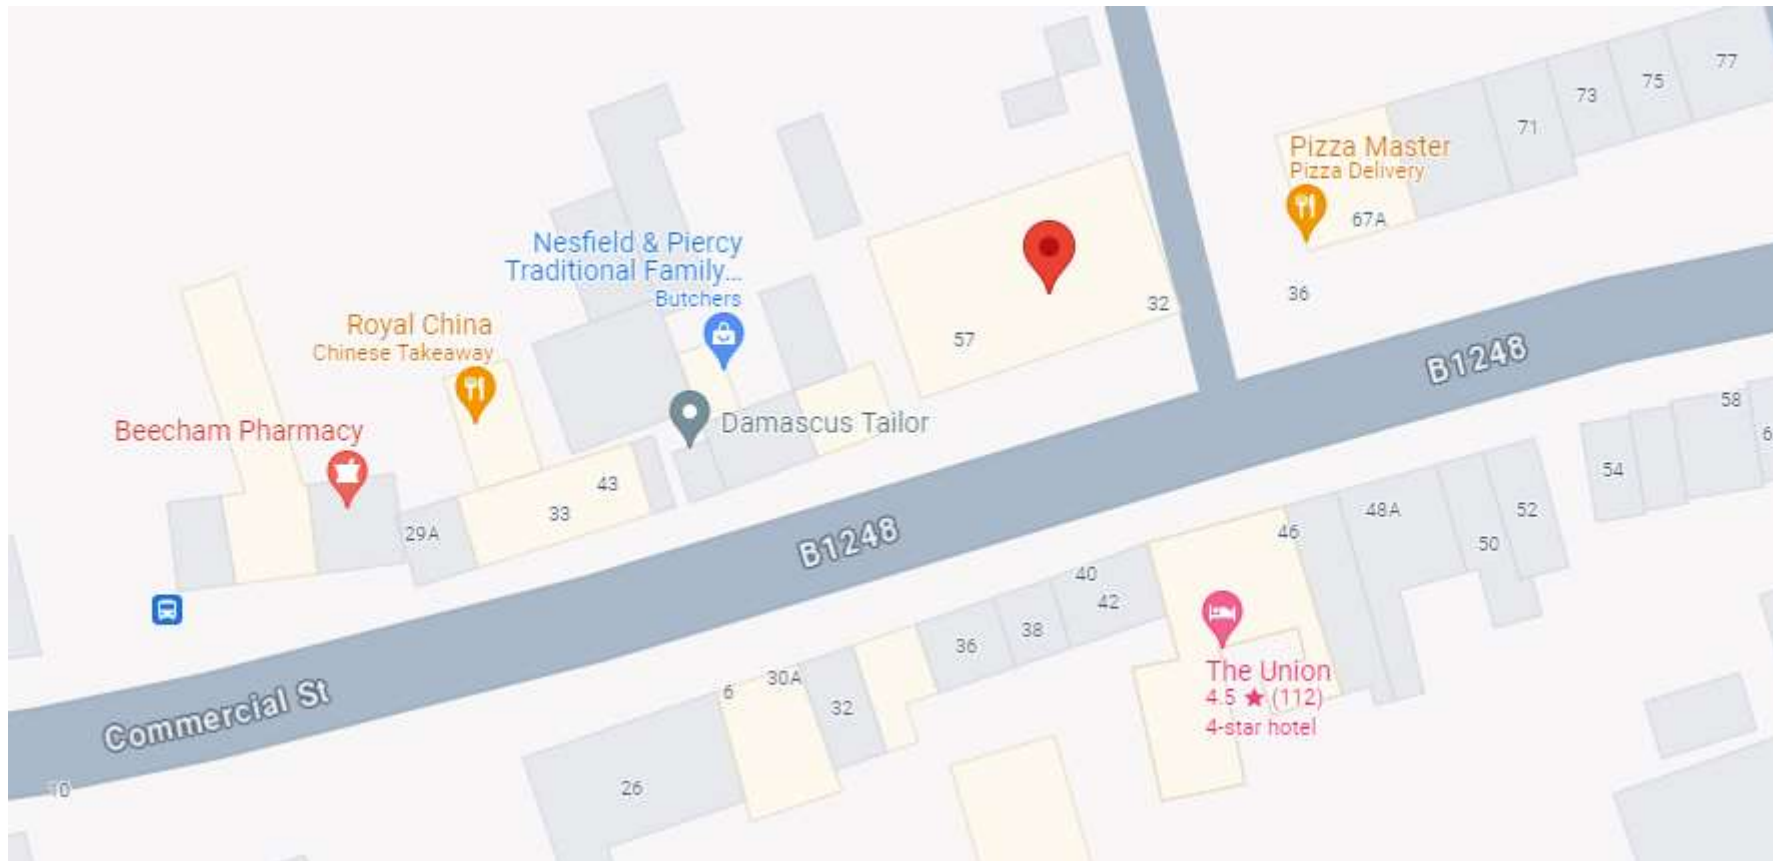 77
75
73
71
Pizza Master
Pizza Delivery
67A
36
32
57
Nesfield & Piercy
Traditional Family...
Butchers
Royal China
Chinese Takeaway
Beecham Pharmacy
Damascus Tailor
43
33
29A
B1248
B1248
58
6
54
52
50
48A
46
40
42
38
36
The Union
4.5 ★ (112)
4-star hotel
30A
6
32
26
Commercial St
10